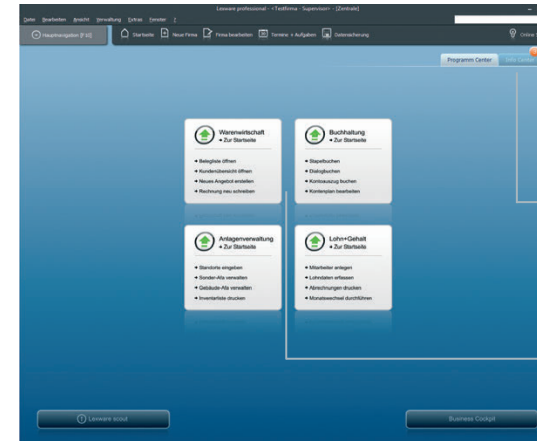 Lexware professional - <Testfirma - Supervisor> - [Zentrale]
Datei Bearbeiten Ansicht Verwaltung Extras Fenster ?
Hauptnavigation [F10] Startseite Neue Firma Firma bearbeiten Termine + Aufgaben Datensicherung Online
Programm Center Info Center
Warenwirtschaft
Zur Startseite
Belegliste öffnen
Kundenübersicht öffnen
Neues Angebot erstellen
Rechnung neu schreiben
Buchhaltung
Zur Startseite
Stapelbuchen
Dialogbuchen
Kontoauszug buchen
Kontenplan bearbeiten
Anlagenverwaltung
Zur Startseite
Standorte eingeben
Sonder-Afa verwalten
Gebäude-Afa verwalten
Inventarliste drucken
Lohn+Gehalt
Zur Startseite
Mitarbeiter anlegen
Lohndaten erfassen
Abrechnungen drucken
Monatswechsel durchführen
Lexware scout
Business Cockpit